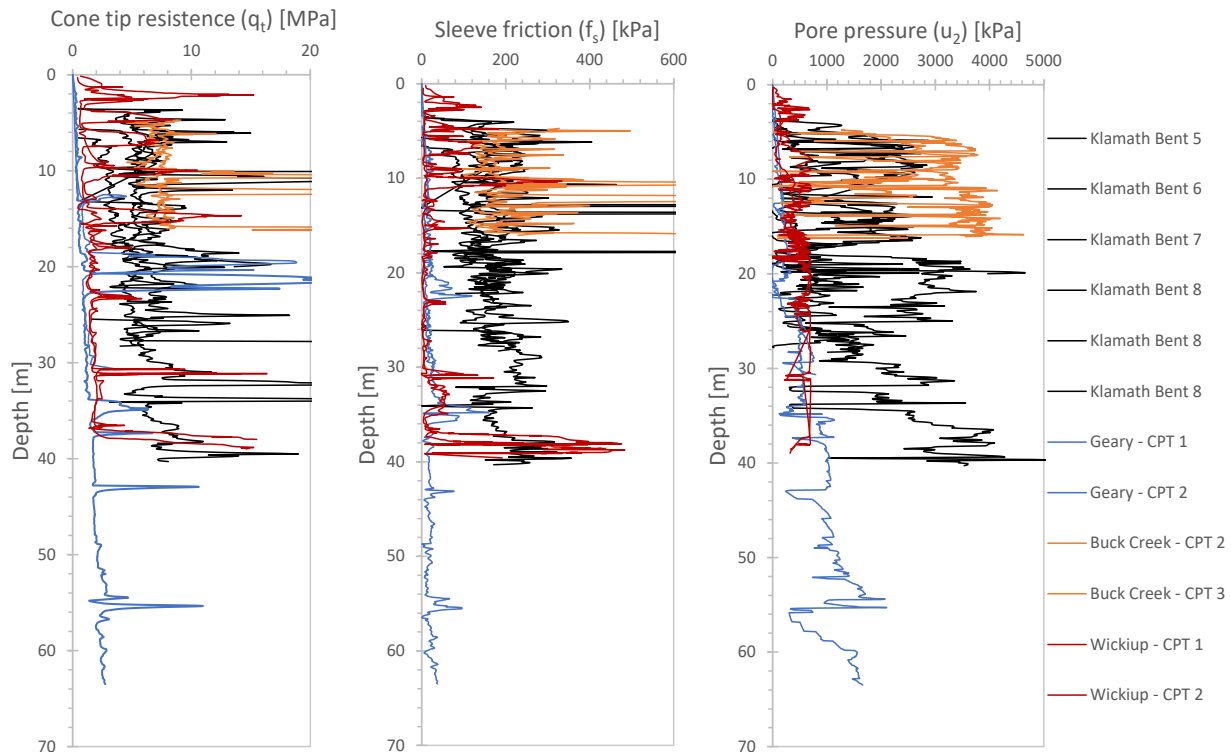 Cone tip resistence (qt) [MPa]
0 10 20
0
10
20
30
40
50
60
70
Depth [m]
Sleeve friction (fs) [kPa]
0 200 400 600
0
10
20
30
40
50
60
70
Depth [m]
Pore pressure (u2) [kPa]
0 1000 2000 3000 4000 5000
0
10
20
30
40
50
60
70
Depth [m]
Klamath Bent 5
Klamath Bent 6
Klamath Bent 7
Klamath Bent 8
Klamath Bent 8
Klamath Bent 8
Geary - CPT 1
Geary - CPT 2
Buck Creek - CPT 2
Buck Creek - CPT 3
Wickiup - CPT 1
Wickiup - CPT 2